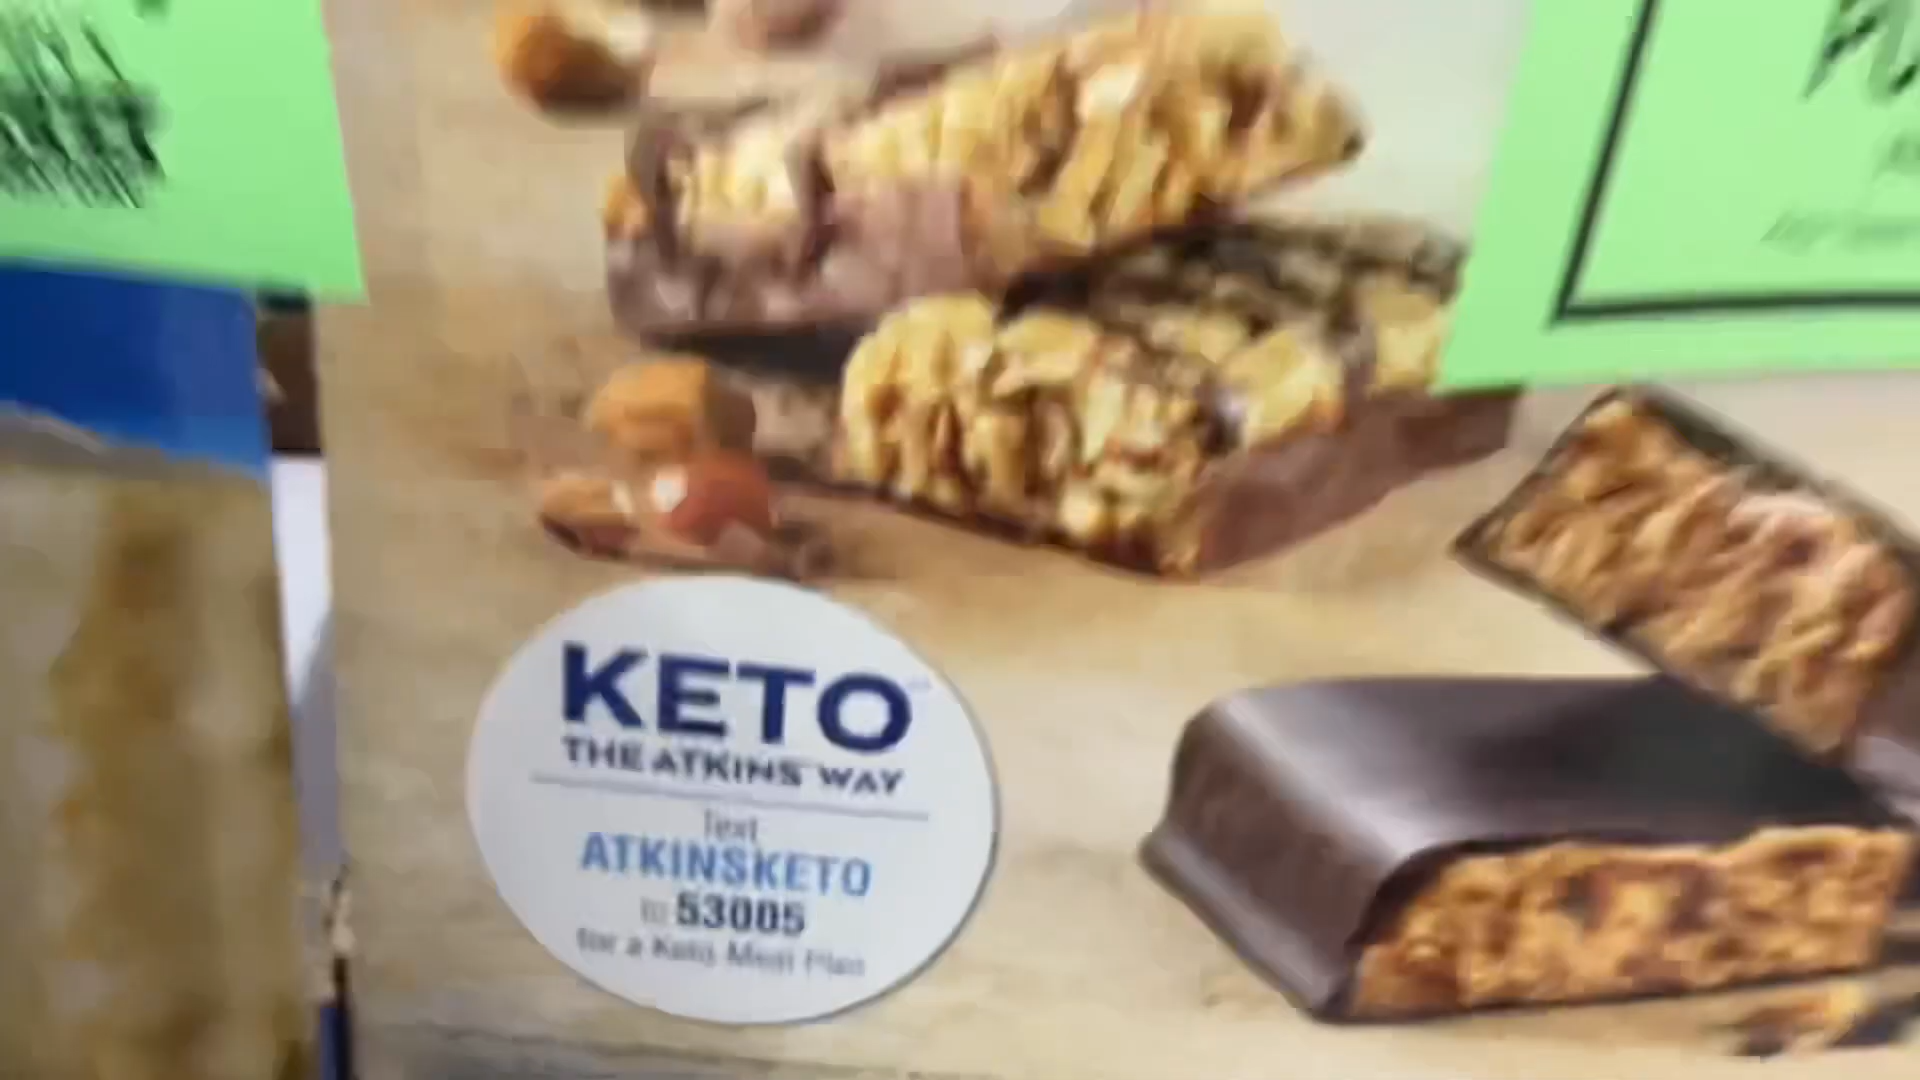 KETO
THE ATKINS WAY
Text
ATKINSKETO
to 53005
for a Keto Meal Plan